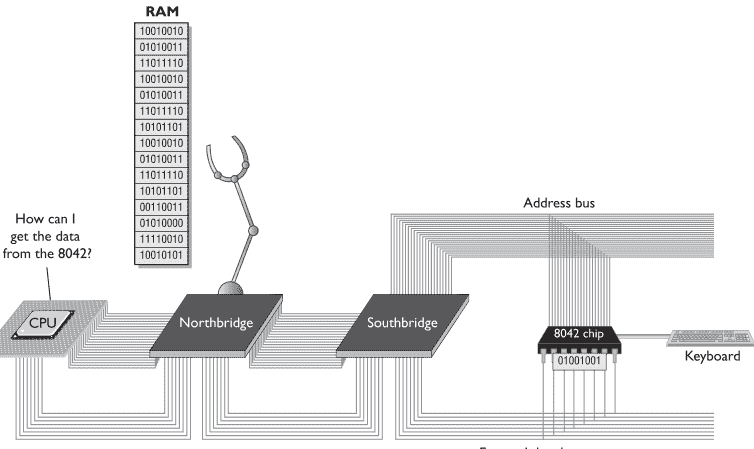 RAM
10010010
01010011
11011110
10010010
01010011
11011110
10101101
10010010
01010011
11011110
10101101
00110011
01010000
11110010
10010101
How can I
get the data
from the 8042?
Address bus
CPU
Northbridge
Southbridge
8042 chip
01001001
Keyboard